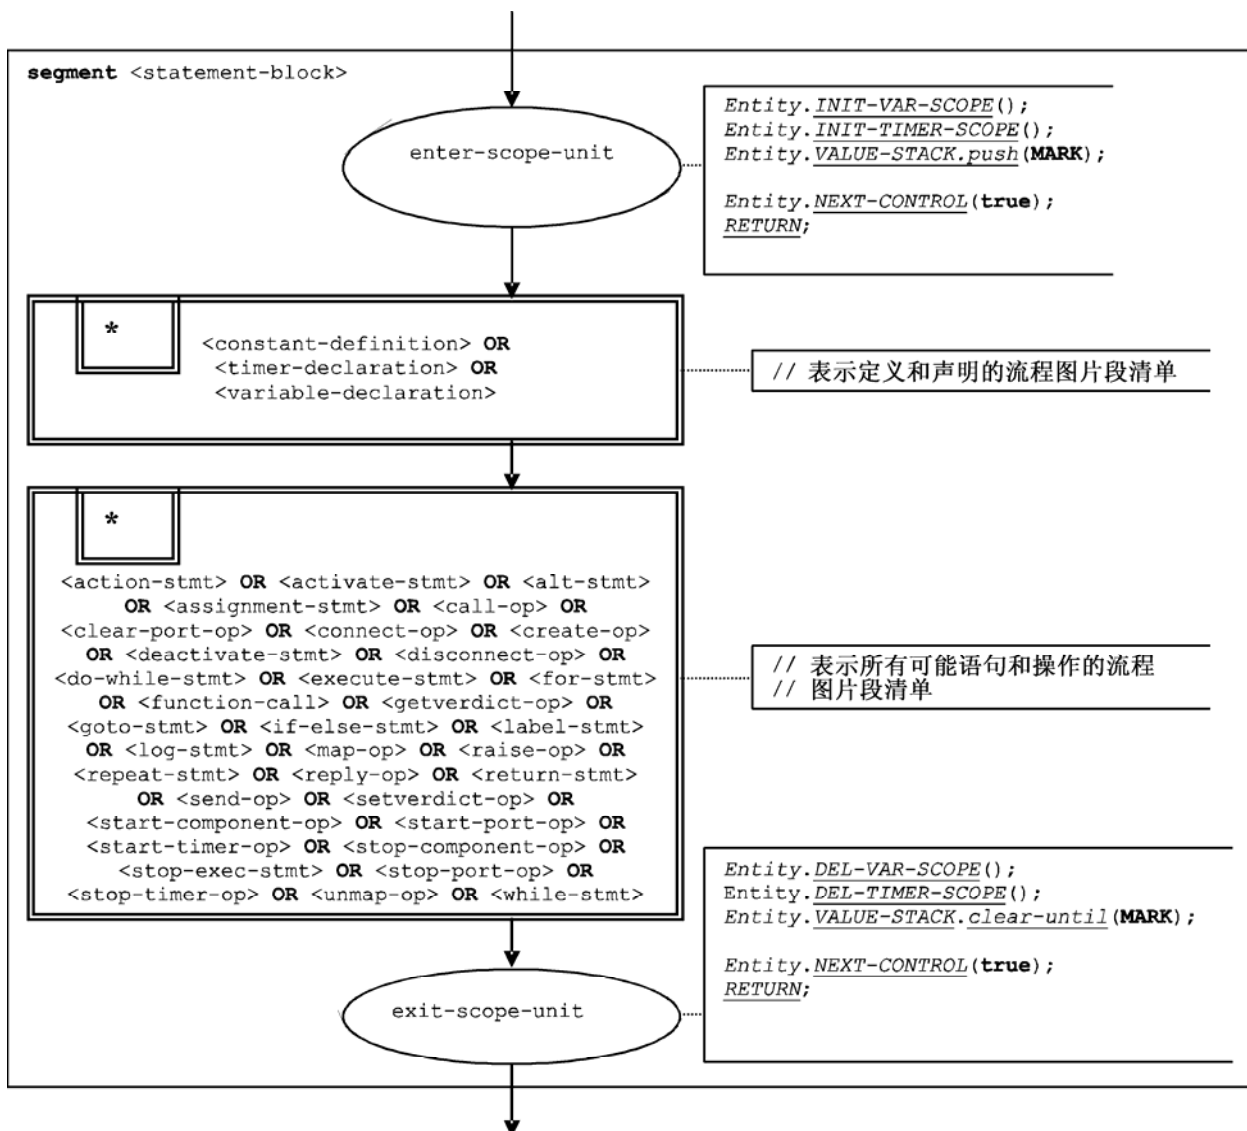 segment <statement-block>
enter-scope-unit
Entity.INIT-VAR-SCOPE();
Entity.INIT-TIMER-SCOPE();
Entity.VALUE-STACK.push(MARK);
Entity.NEXT-CONTROL(true);
RETURN;
*
<constant-definition> OR
<timer-declaration> OR
<variable-declaration>
// 表示定义和声明的流程图片段清单
*
<action-stmt> OR <activate-stmt> OR <alt-stmt>
OR <assignment-stmt> OR <call-op> OR
<clear-port-op> OR <connect-op> OR <create-op>
OR <deactivate-stmt> OR <disconnect-op> OR
<do-while-stmt> OR <execute-stmt> OR <for-stmt>
OR <function-call> OR <getverdict-op> OR
<goto-stmt> OR <if-else-stmt> OR <label-stmt>
OR <log-stmt> OR <map-op> OR <raise-op> OR
<repeat-stmt> OR <reply-op> OR <return-stmt>
OR <send-op> OR <setverdict-op> OR
<start-component-op> OR <start-port-op> OR
<start-timer-op> OR <stop-component-op> OR
<stop-exec-stmt> OR <stop-port-op> OR
<stop-timer-op> OR <unmap-op> OR <while-stmt>
// 表示所有可能语句和操作的流程
// 图片段清单
exit-scope-unit
Entity.DEL-VAR-SCOPE();
Entity.DEL-TIMER-SCOPE();
Entity.VALUE-STACK.clear-until(MARK);
Entity.NEXT-CONTROL(true);
RETURN;